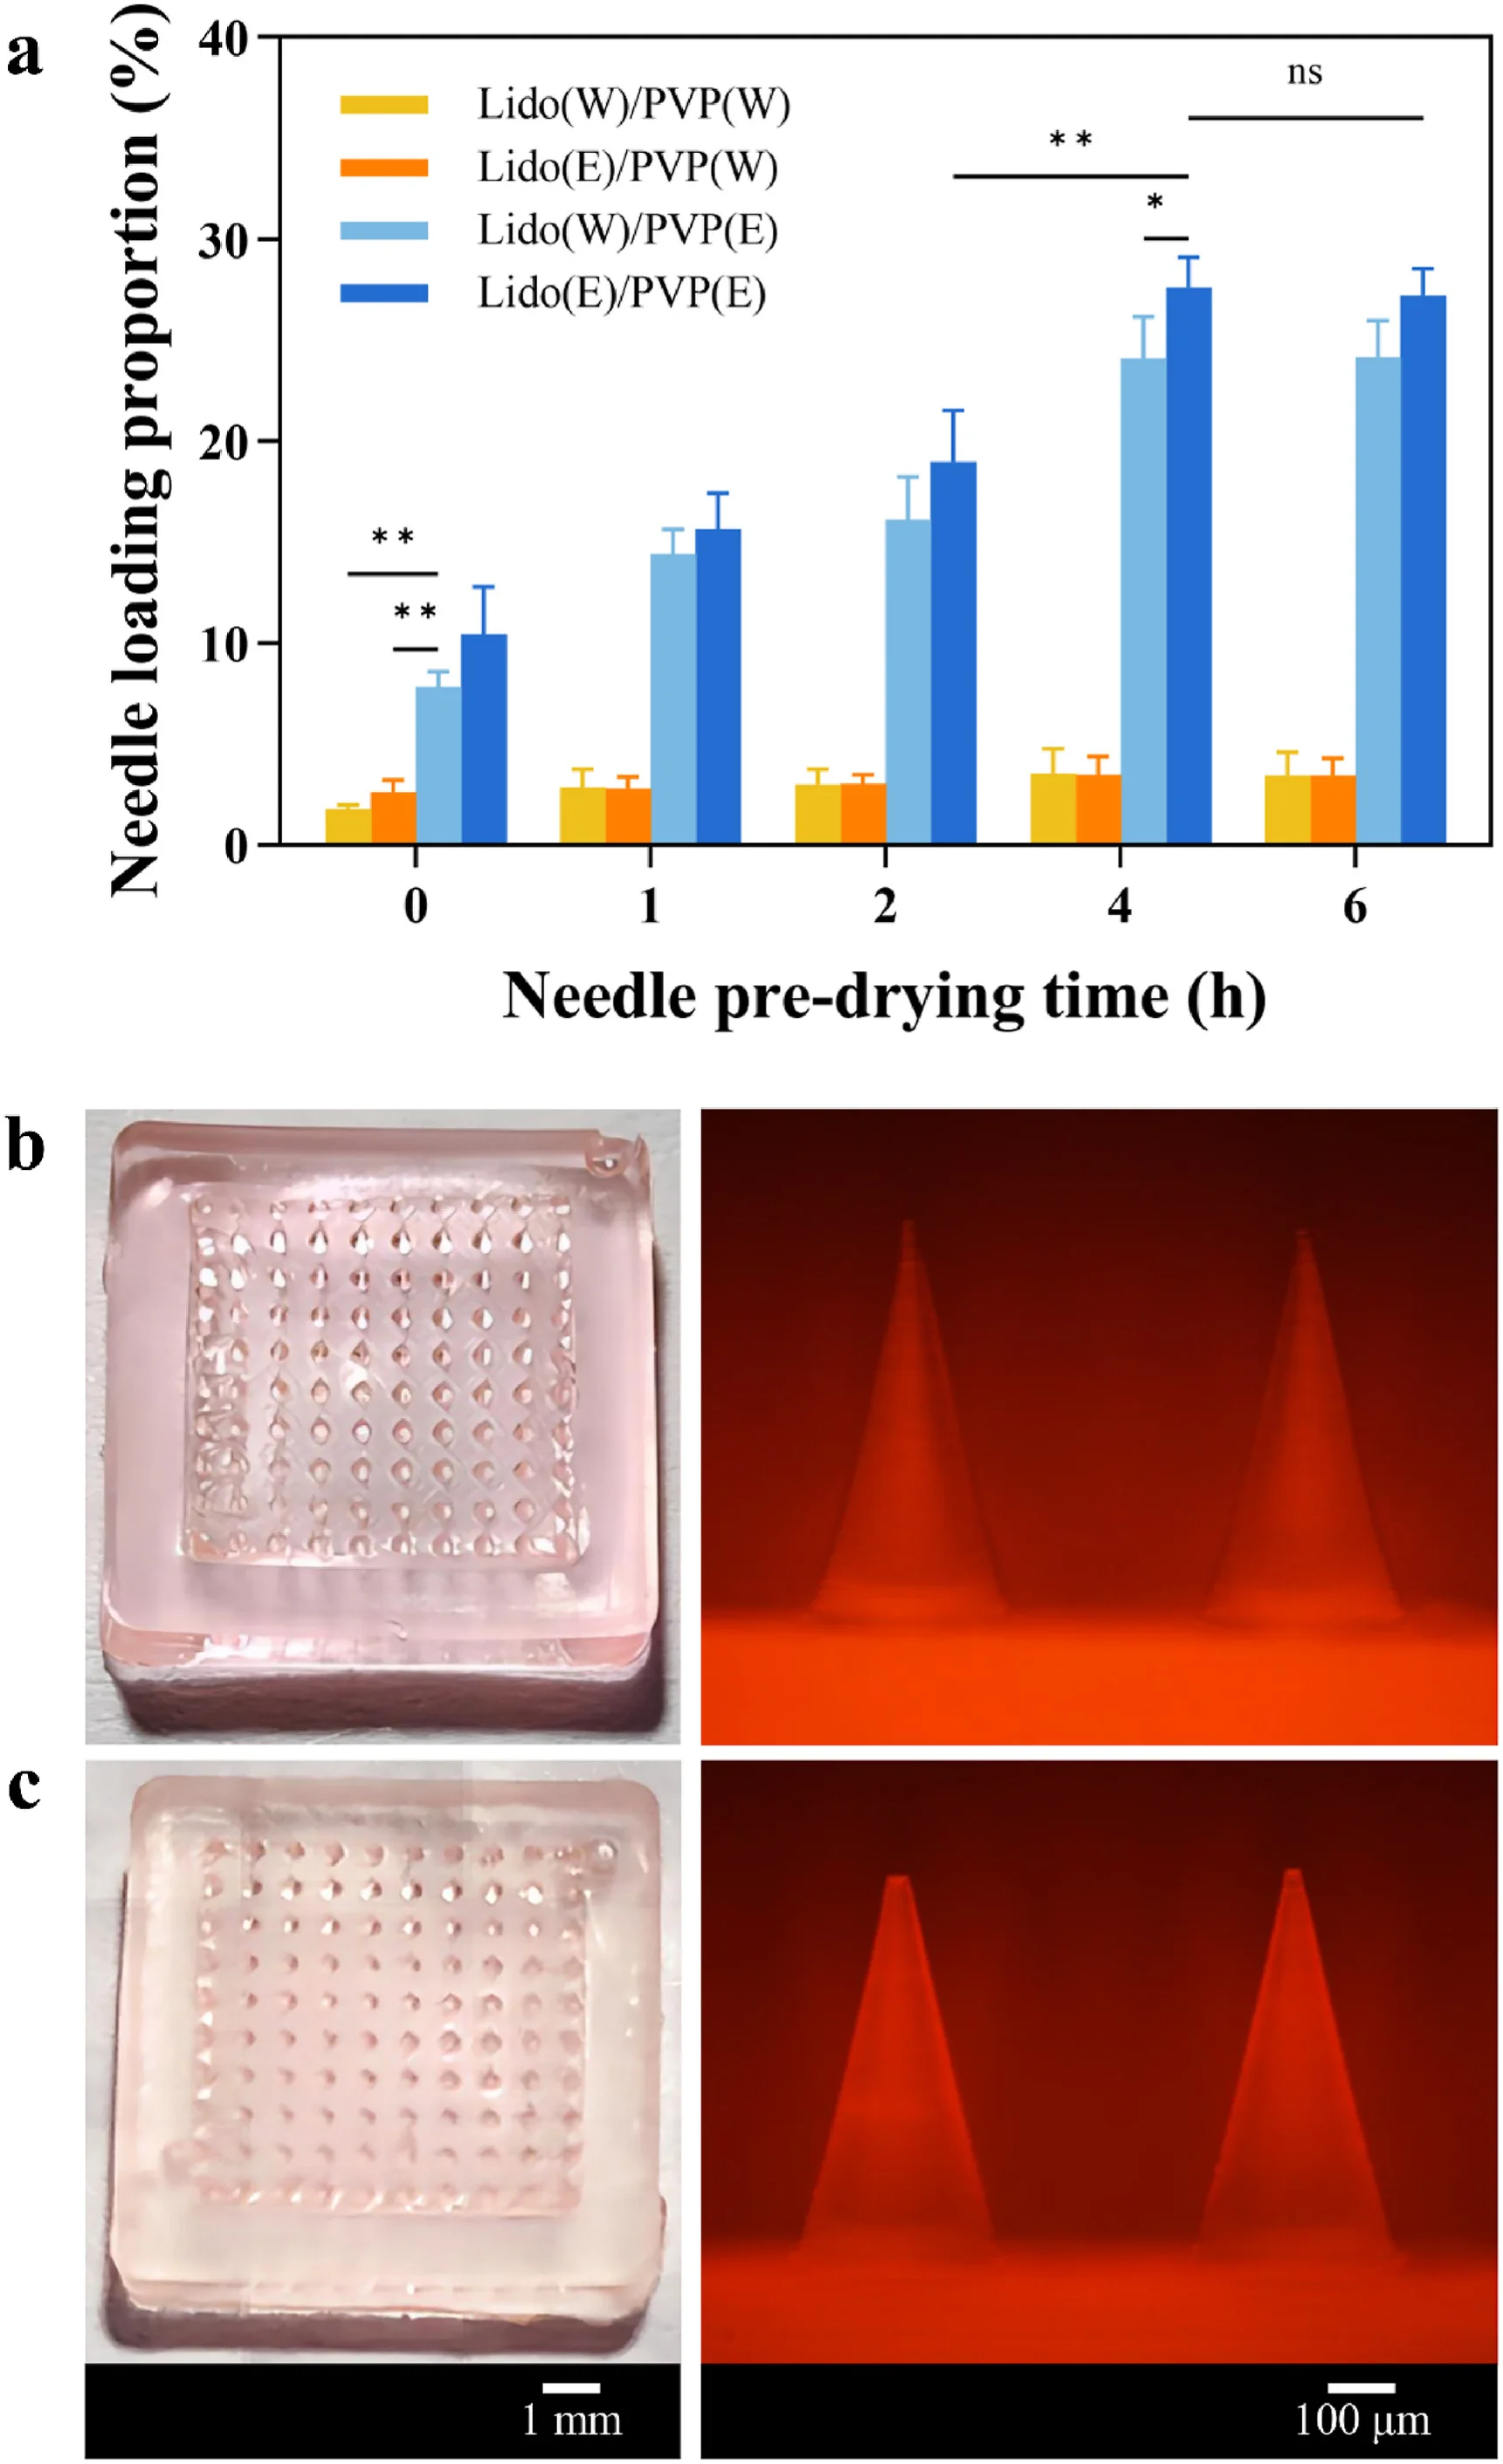 a
Needle loading proportion (%)
40
30
20
10
0
Lido(W)/PVP(W)
Lido(E)/PVP(W)
Lido(W)/PVP(E)
Lido(E)/PVP(E)
ns
**
*
**
**
0 1 2 4 6
Needle pre-drying time (h)
b
c
1 mm
100 μm